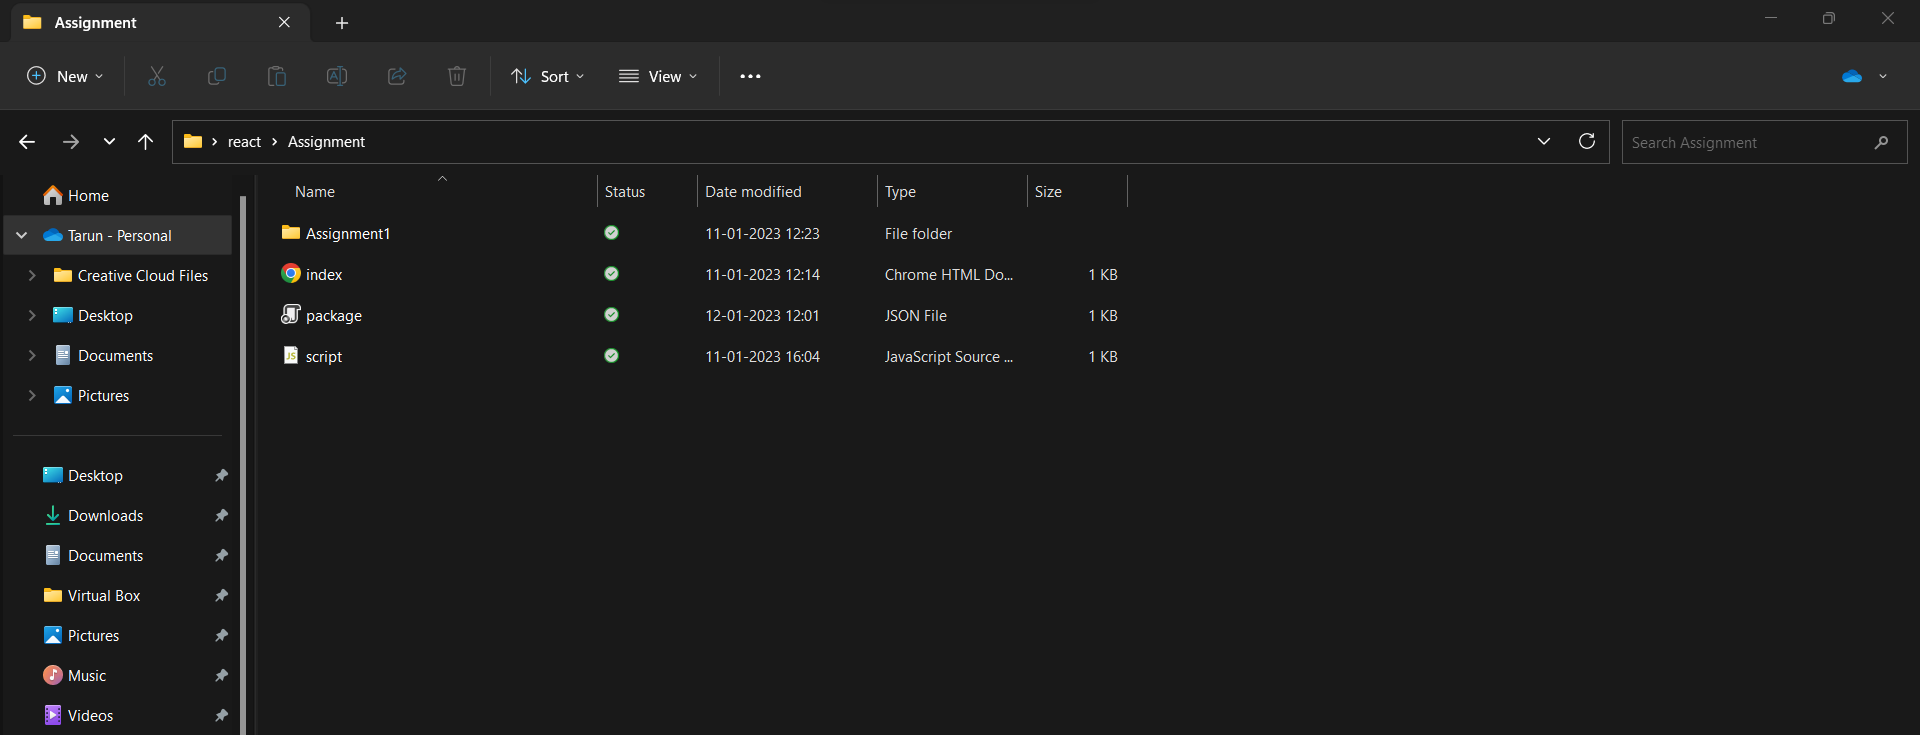 Assignment
New
Sort
View
react
Assignment
Search Assignment
Home
Tarun - Personal
Creative Cloud Files
Desktop
Documents
Pictures
Desktop
Downloads
Documents
Virtual Box
Pictures
Music
Videos
Name Status Date modified Type Size
Assignment1 11-01-2023 12:23 File folder
index 11-01-2023 12:14 Chrome HTML Do... 1 KB
package 12-01-2023 12:01 JSON File 1 KB
JS script 11-01-2023 16:04 JavaScript Source ... 1 KB